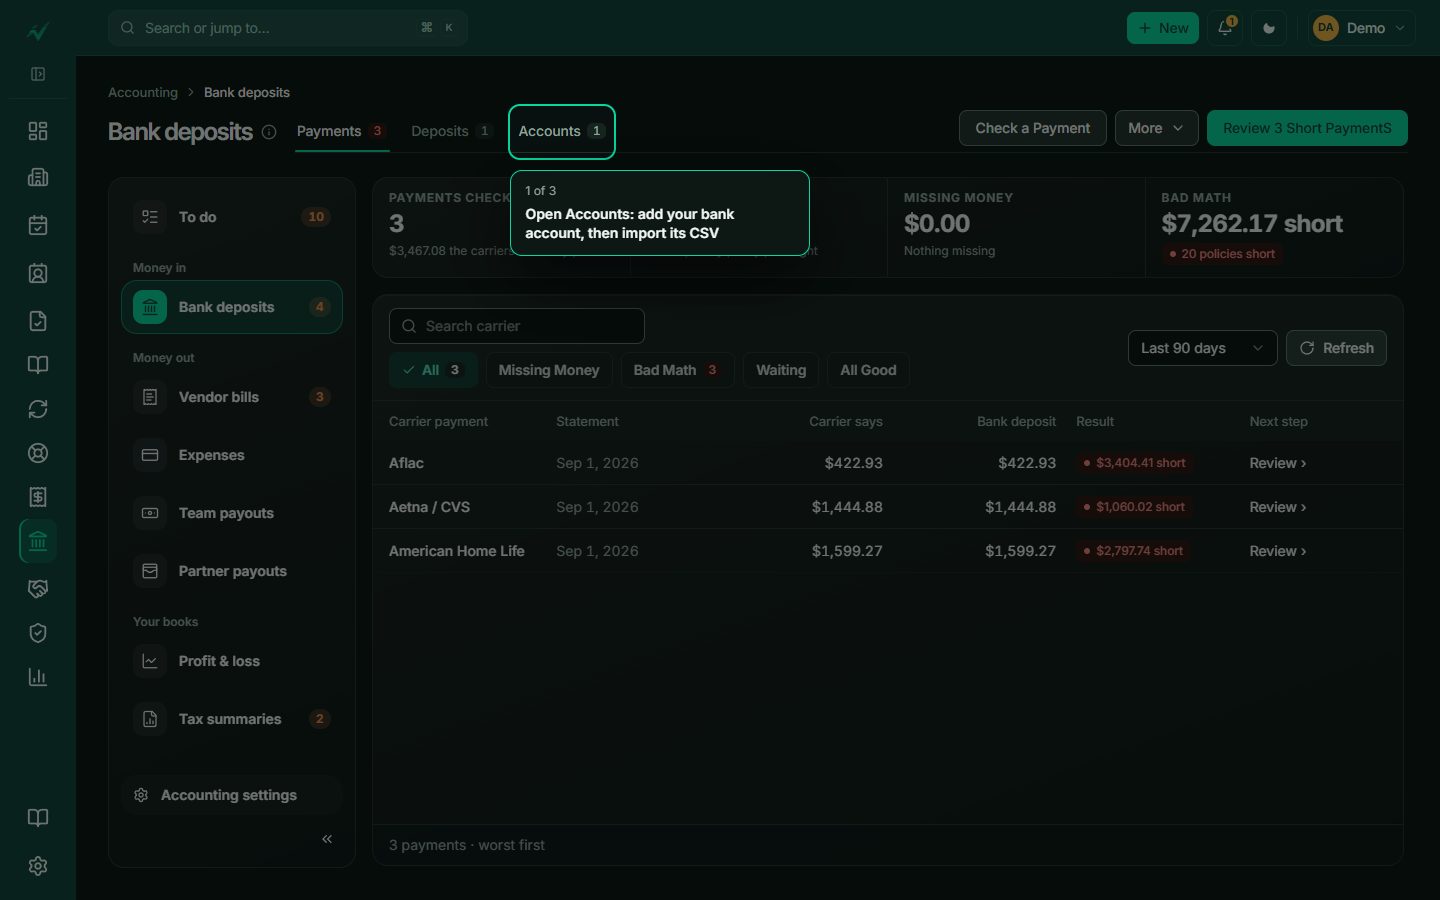 Search or jump to...
⌘ K
+ New
1
DA
Demo
Accounting > Bank deposits
Bank deposits
Payments 3
Deposits 1
Accounts 1
Check a Payment
More
Review 3 Short PaymentS
1 of 3
Open Accounts: add your bank
account, then import its CSV
To do 10
Money in
Bank deposits 4
Money out
Vendor bills 3
Expenses
Team payouts
Partner payouts
Your books
Profit & loss
Tax summaries 2
Accounting settings
«
PAYMENTS CHECK
3
$3,467.08 the carriers
MISSING MONEY
$0.00
Nothing missing
BAD MATH
$7,262.17 short
20 policies short
Search carrier
All 3
Missing Money
Bad Math 3
Waiting
All Good
Last 90 days
Refresh
Carrier payment Statement Carrier says Bank deposit Result Next step
Aflac Sep 1, 2026 $422.93 $422.93 $3,404.41 short Review ›
Aetna / CVS Sep 1, 2026 $1,444.88 $1,444.88 $1,060.02 short Review ›
American Home Life Sep 1, 2026 $1,599.27 $1,599.27 $2,797.74 short Review ›
3 payments · worst first